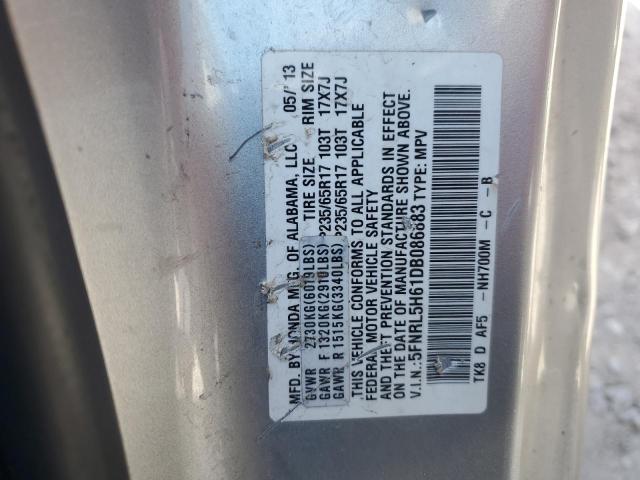 MFD. BY HONDA MFG. OF ALABAMA, LLC 05/13
TIRE SIZE RIM SIZE
GVWR 2730KG(6019LBS)
GAWR F 1320KG(2910LBS) P235/65R17 103T 17X7J
GAWR R 1515KG(3340LBS) P235/65R17 103T 17X7J
THIS VEHICLE CONFORMS TO ALL APPLICABLE
FEDERAL MOTOR VEHICLE SAFETY
AND THEFT PREVENTION STANDARDS IN EFFECT
ON THE DATE OF MANUFACTURE SHOWN ABOVE.
V.I.N.: 5FNRL5H61DB086883 TYPE: MPV
TK8 D AF5 -NH700M -C -B